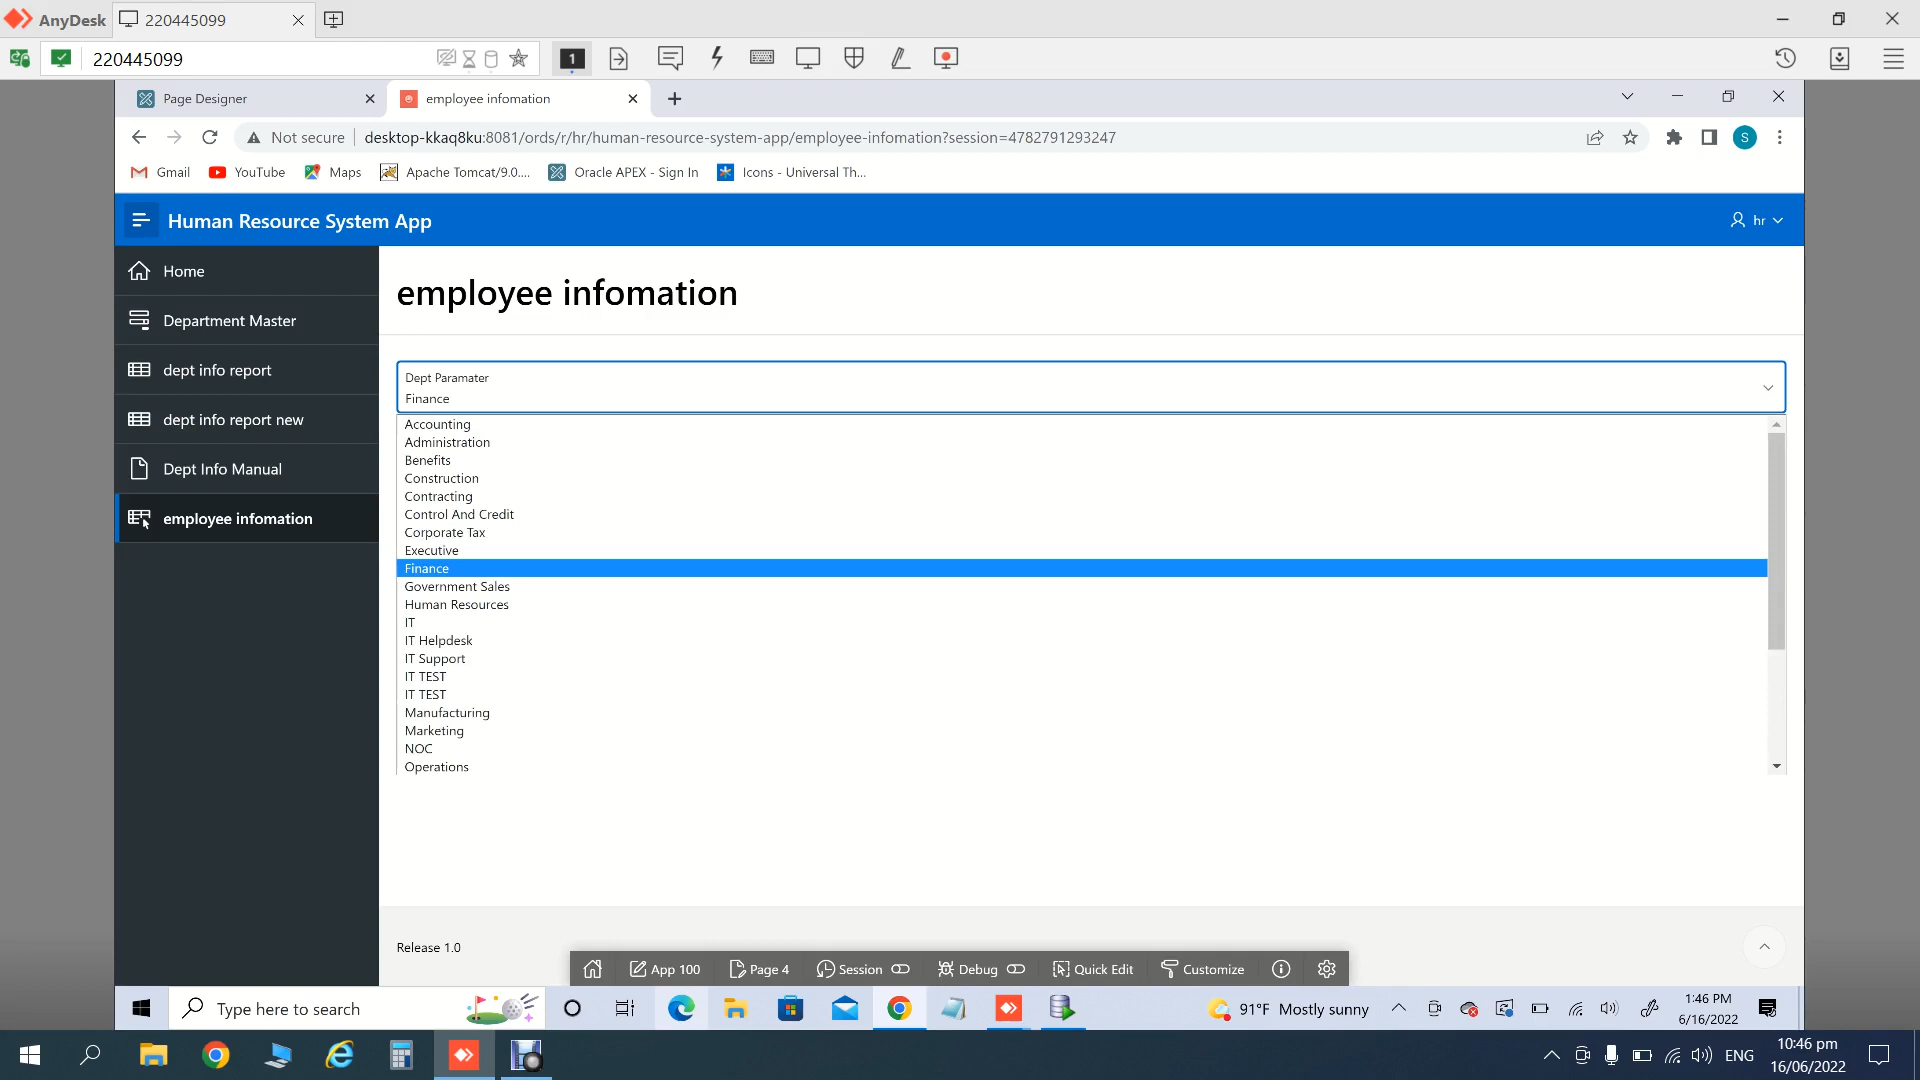 AnyDesk
220445099
220445099
1
Page Designer
employee infomation
Not secure
desktop-kkaq8ku:8081/ords/r/hr/human-resource-system-app/employee-infomation?session=4782791293247
S
Gmail
YouTube
Maps
Apache Tomcat/9.0....
Oracle APEX - Sign In
Icons - Universal Th...
Human Resource System App
hr
Home
Department Master
dept info report
dept info report new
Dept Info Manual
employee infomation
employee infomation
Dept Paramater
Finance
Accounting
Administration
Benefits
Construction
Contracting
Control And Credit
Corporate Tax
Executive
Finance
Government Sales
Human Resources
IT
IT Helpdesk
IT Support
IT TEST
IT TEST
Manufacturing
Marketing
NOC
Operations
Release 1.0
App 100
Page 4
Session
Debug
Quick Edit
Customize
Type here to search
91°F Mostly sunny
1:46 PM
6/16/2022
ENG
10:46 pm
16/06/2022